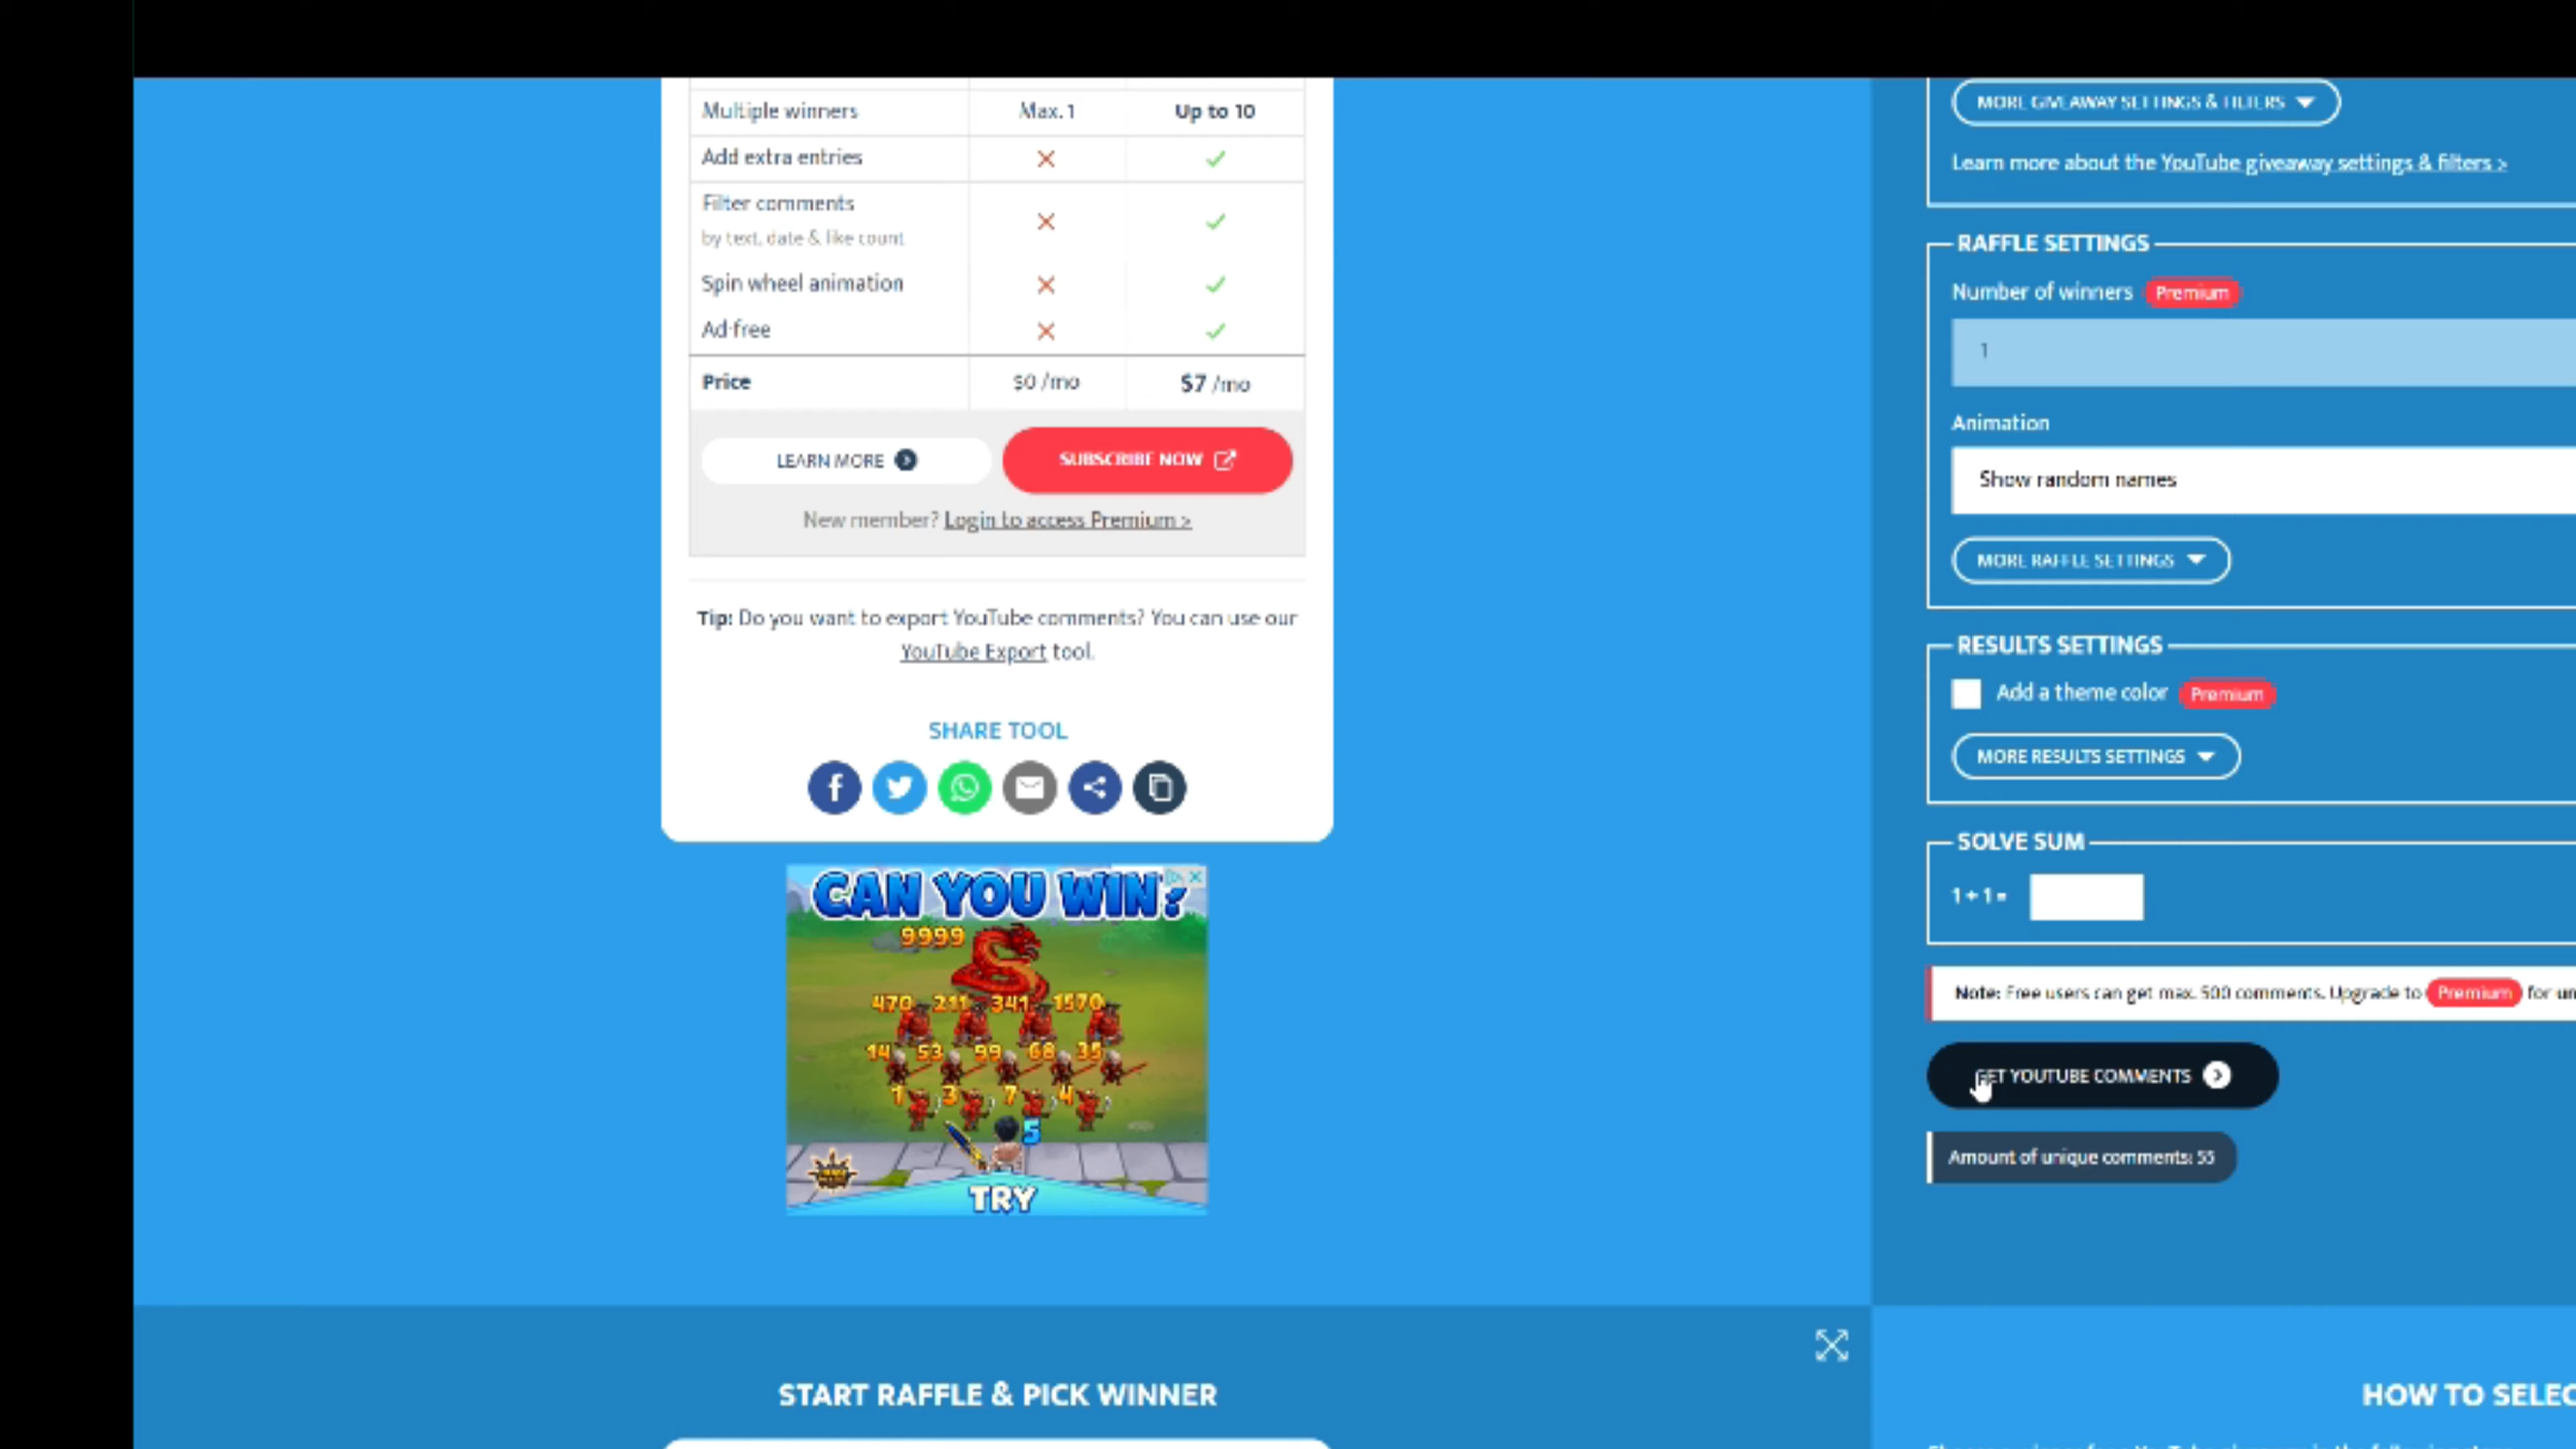 Multiple winners Max. 1 Up to 10
Add extra entries
Filter comments
by text, date & like count
Spin wheel animation
Ad-free
Price $0 /mo $7 /mo
LEARN MORE
SUBSCRIBE NOW
New member? Login to access Premium >
Tip: Do you want to export YouTube comments? You can use our
YouTube Export tool.
SHARE TOOL
CAN YOU WIN?
9999
470 211 341 1570
14 53 99 68 35
1 3 7 4
5
TRY
START RAFFLE & PICK WINNER
MORE GIVEAWAY SETTINGS & FILTERS
Learn more about the YouTube giveaway settings & filters >
RAFFLE SETTINGS
Number of winners Premium
1
Animation
Show random names
MORE RAFFLE SETTINGS
RESULTS SETTINGS
Add a theme color Premium
MORE RESULTS SETTINGS
SOLVE SUM
1 + 1 =
Note: Free users can get max. 500 comments. Upgrade to Premium for un
GET YOUTUBE COMMENTS
Amount of unique comments: 55
HOW TO SELEC